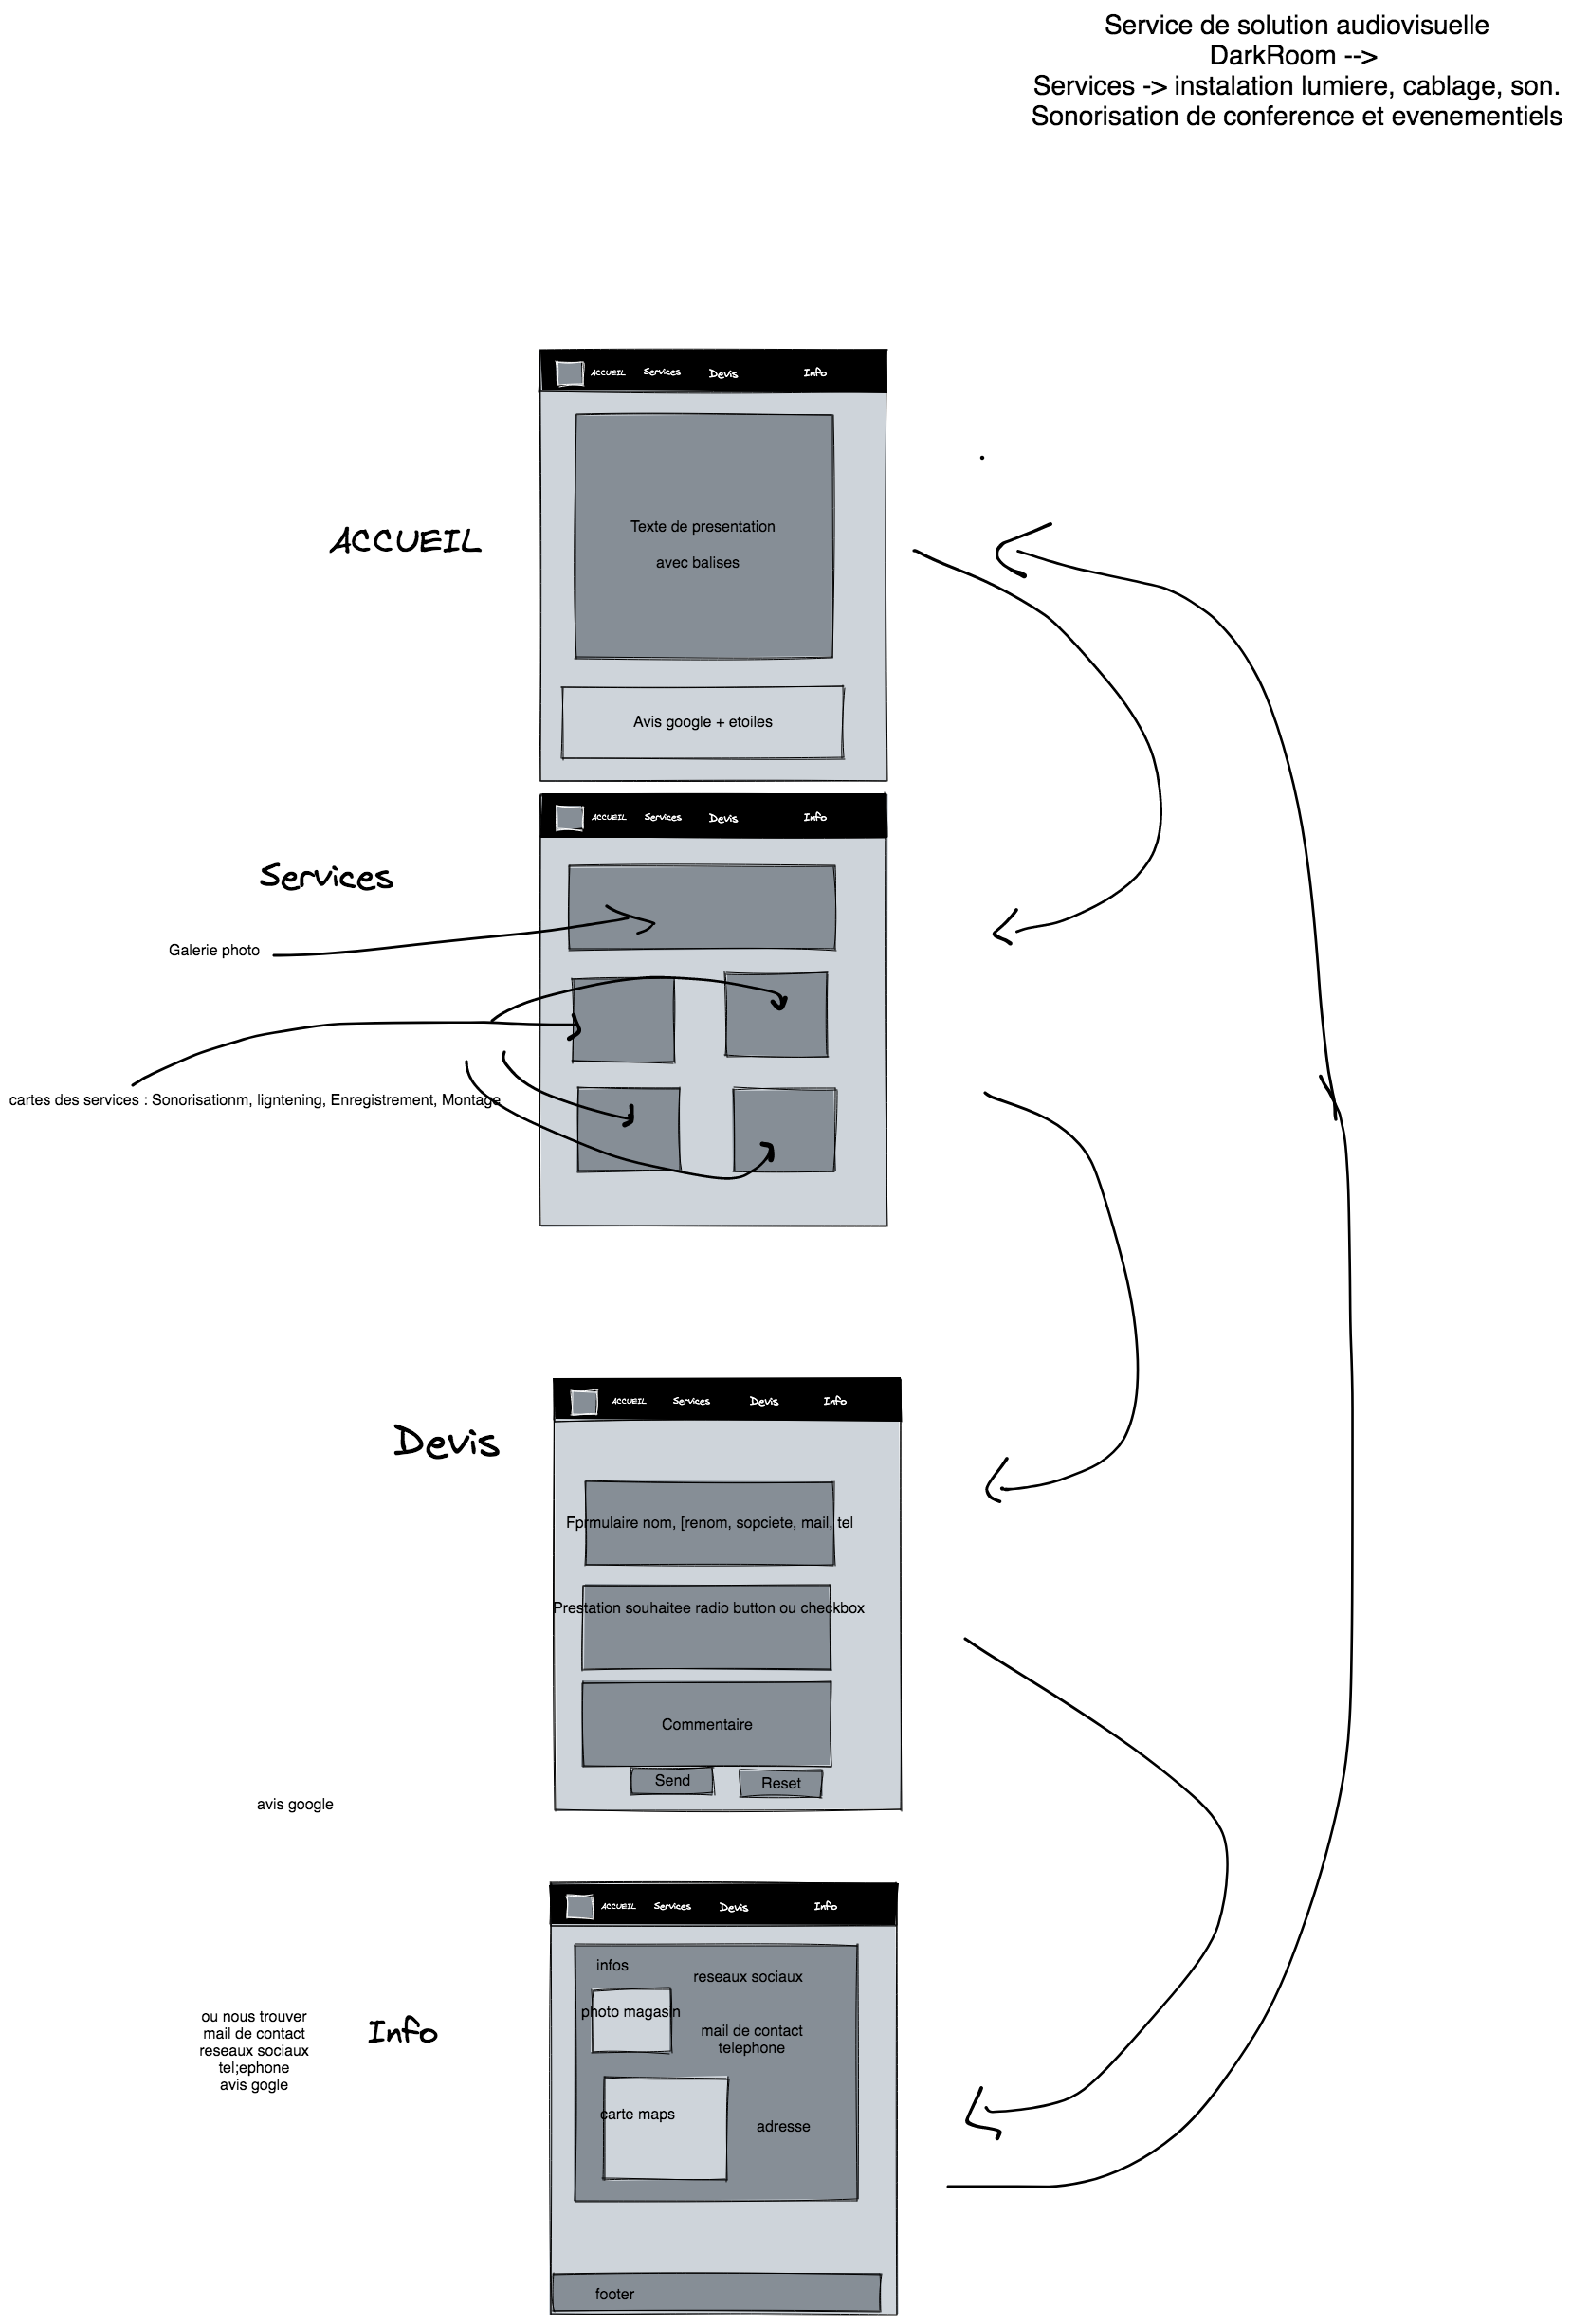 Service de solution audiovisuelle
DarkRoom -->
Services -> instalation lumiere, cablage, son.
Sonorisation de conference et evenementiels
ACCUEIL Services Devis Info
ACCUEIL
Texte de presentation
avec balises
Avis google + etoiles
ACCUEIL Services Devis Info
Services
Galerie photo
cartes des services : Sonorisationm, ligntening, Enregistrement, Montage
ACCUEIL Services Devis Info
Devis
Fprmulaire nom, [renom, sopciete, mail, tel
Prestation souhaitee radio button ou checkbox
Commentaire
Send
Reset
avis google
ACCUEIL Services Devis Info
infos
reseaux sociaux
photo magasin
mail de contact
telephone
ou nous trouver
mail de contact
reseaux sociaux
tel;ephone
avis gogle
Info
carte maps
adresse
footer